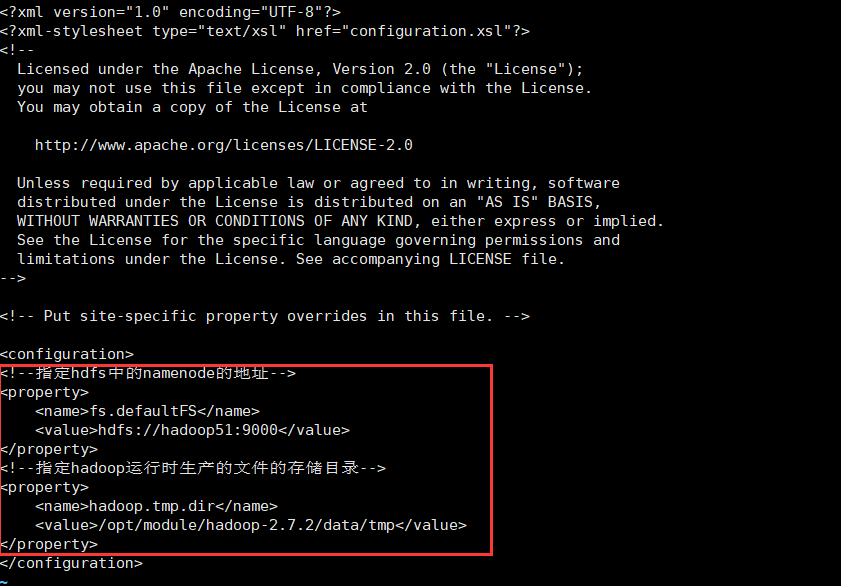 <?xml version="1.0" encoding="UTF-8"?>
<?xml-stylesheet type="text/xsl" href="configuration.xsl"?>
<!--
  Licensed under the Apache License, Version 2.0 (the "License");
  you may not use this file except in compliance with the License.
  You may obtain a copy of the License at

    http://www.apache.org/licenses/LICENSE-2.0

  Unless required by applicable law or agreed to in writing, software
  distributed under the License is distributed on an "AS IS" BASIS,
  WITHOUT WARRANTIES OR CONDITIONS OF ANY KIND, either express or implied.
  See the License for the specific language governing permissions and
  limitations under the License. See accompanying LICENSE file.
-->

<!-- Put site-specific property overrides in this file. -->

<configuration>
<!--指定hdfs中的namenode的地址-->
<property>
    <name>fs.defaultFS</name>
    <value>hdfs://hadoop51:9000</value>
</property>
<!--指定hadoop运行时生产的文件的存储目录-->
<property>
    <name>hadoop.tmp.dir</name>
    <value>/opt/module/hadoop-2.7.2/data/tmp</value>
</property>
</configuration>
~